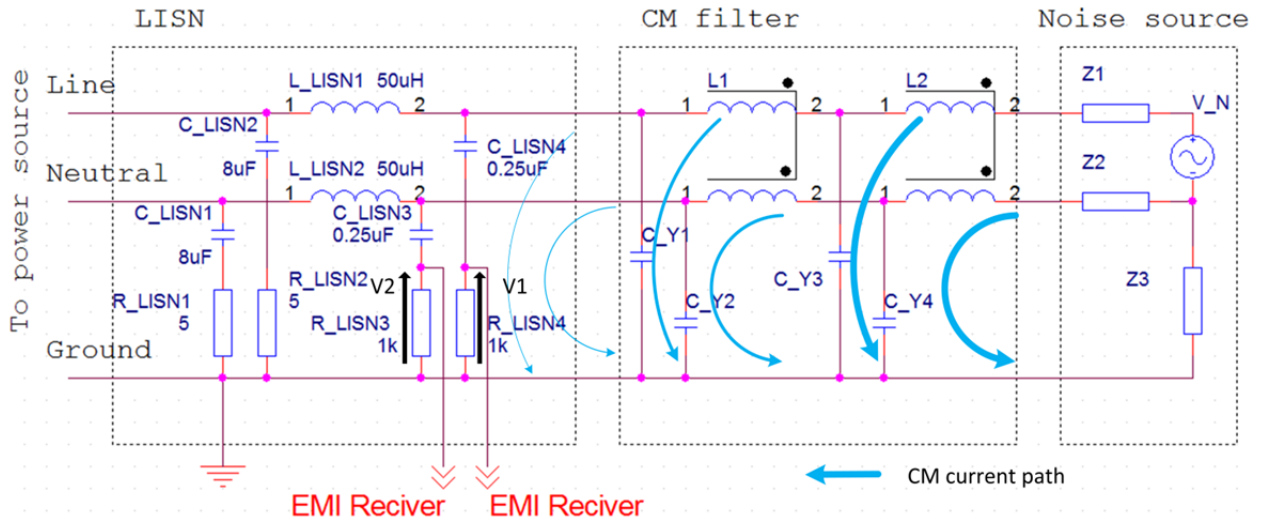 LISN
CM filter
Noise source
To power source
Line
L_LISN1 50uH
1
2
C_LISN2
8uF
C_LISN4
0.25uF
L1
1
2
L2
1
2
Z1
V_N
Neutral
L_LISN2 50uH
1
2
C_LISN1
8uF
C_LISN3
0.25uF
1
2
1
2
Z2
C_Y1
C_Y2
C_Y3
C_Y4
Z3
R_LISN1
5
R_LISN2
5
V2
V1
R_LISN3
1k
R_LISN4
1k
Ground
EMI Reciver
EMI Reciver
CM current path